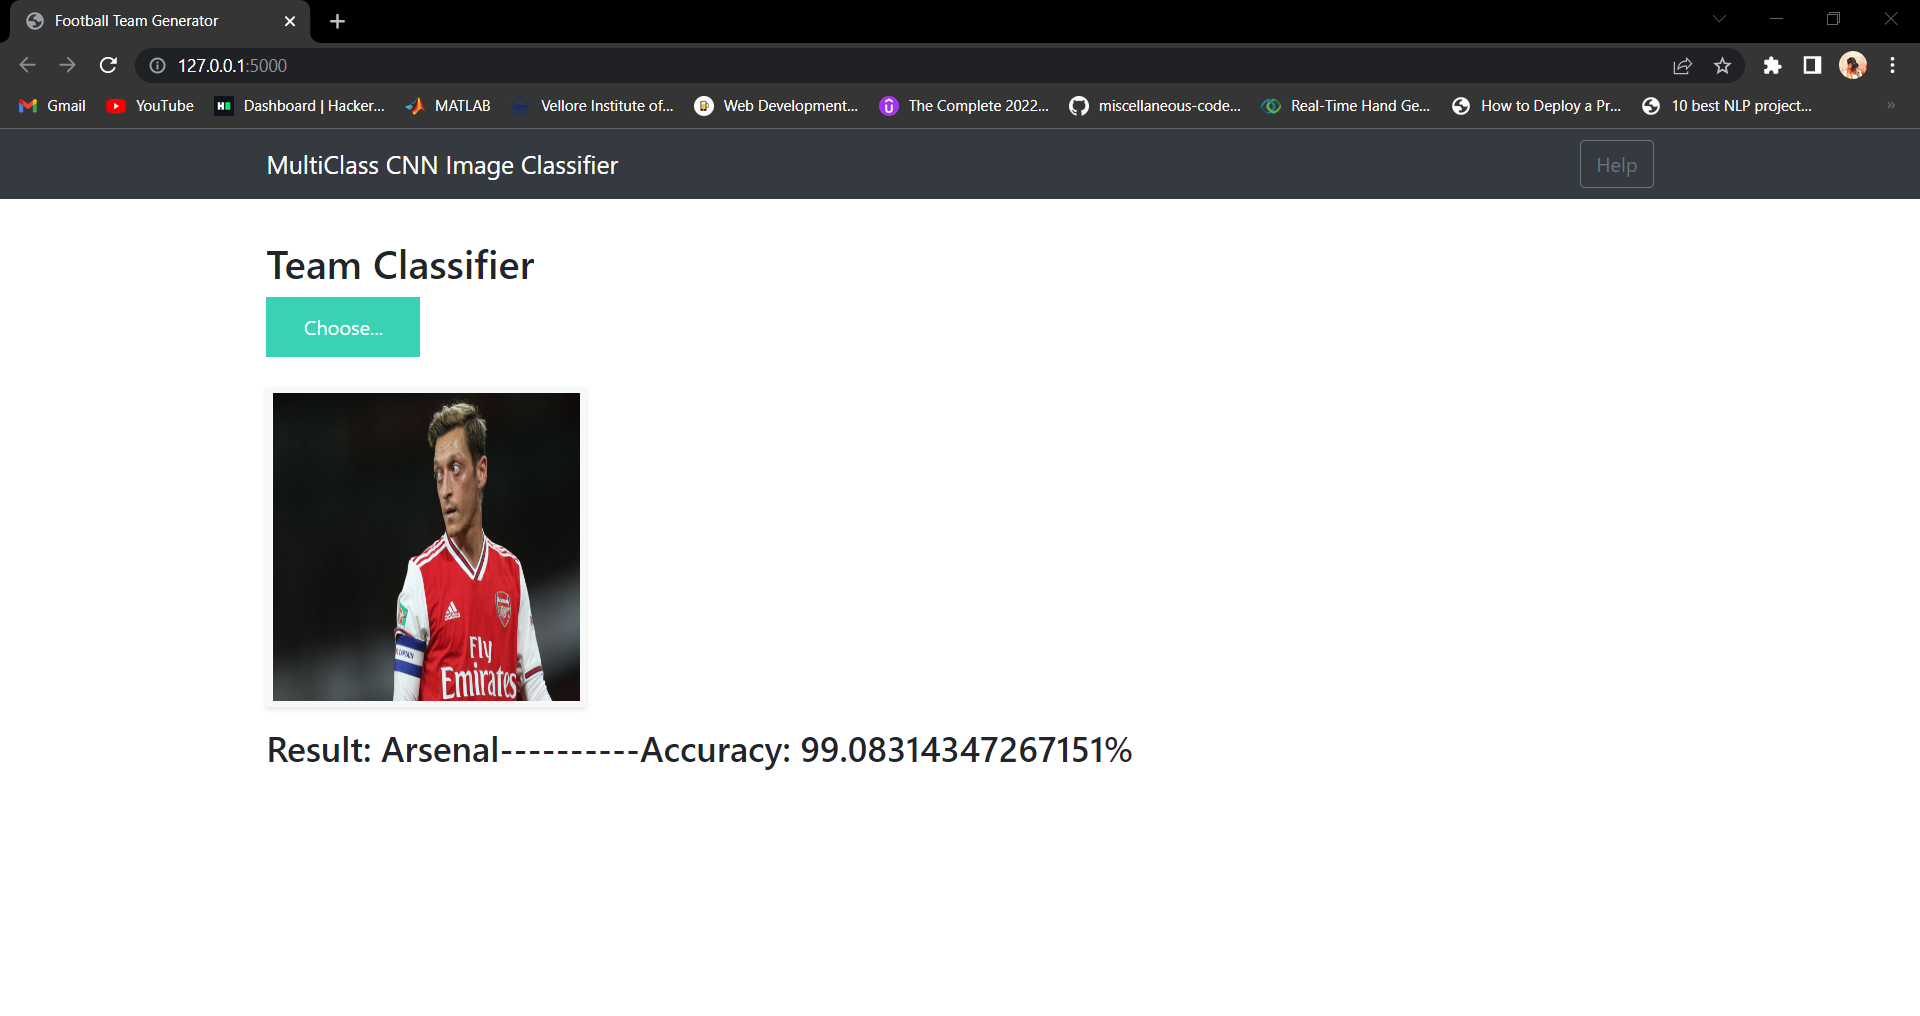 Football Team Generator
127.0.0.1:5000
Gmail YouTube Dashboard | Hacker... MATLAB Vellore Institute of... Web Development... The Complete 2022... miscellaneous-code... Real-Time Hand Ge... How to Deploy a Pr... 10 best NLP project... »
MultiClass CNN Image Classifier Help
Team Classifier
Choose...
adidas Arsenal
Fly
Emirates
Result: Arsenal----------Accuracy: 99.08314347267151%